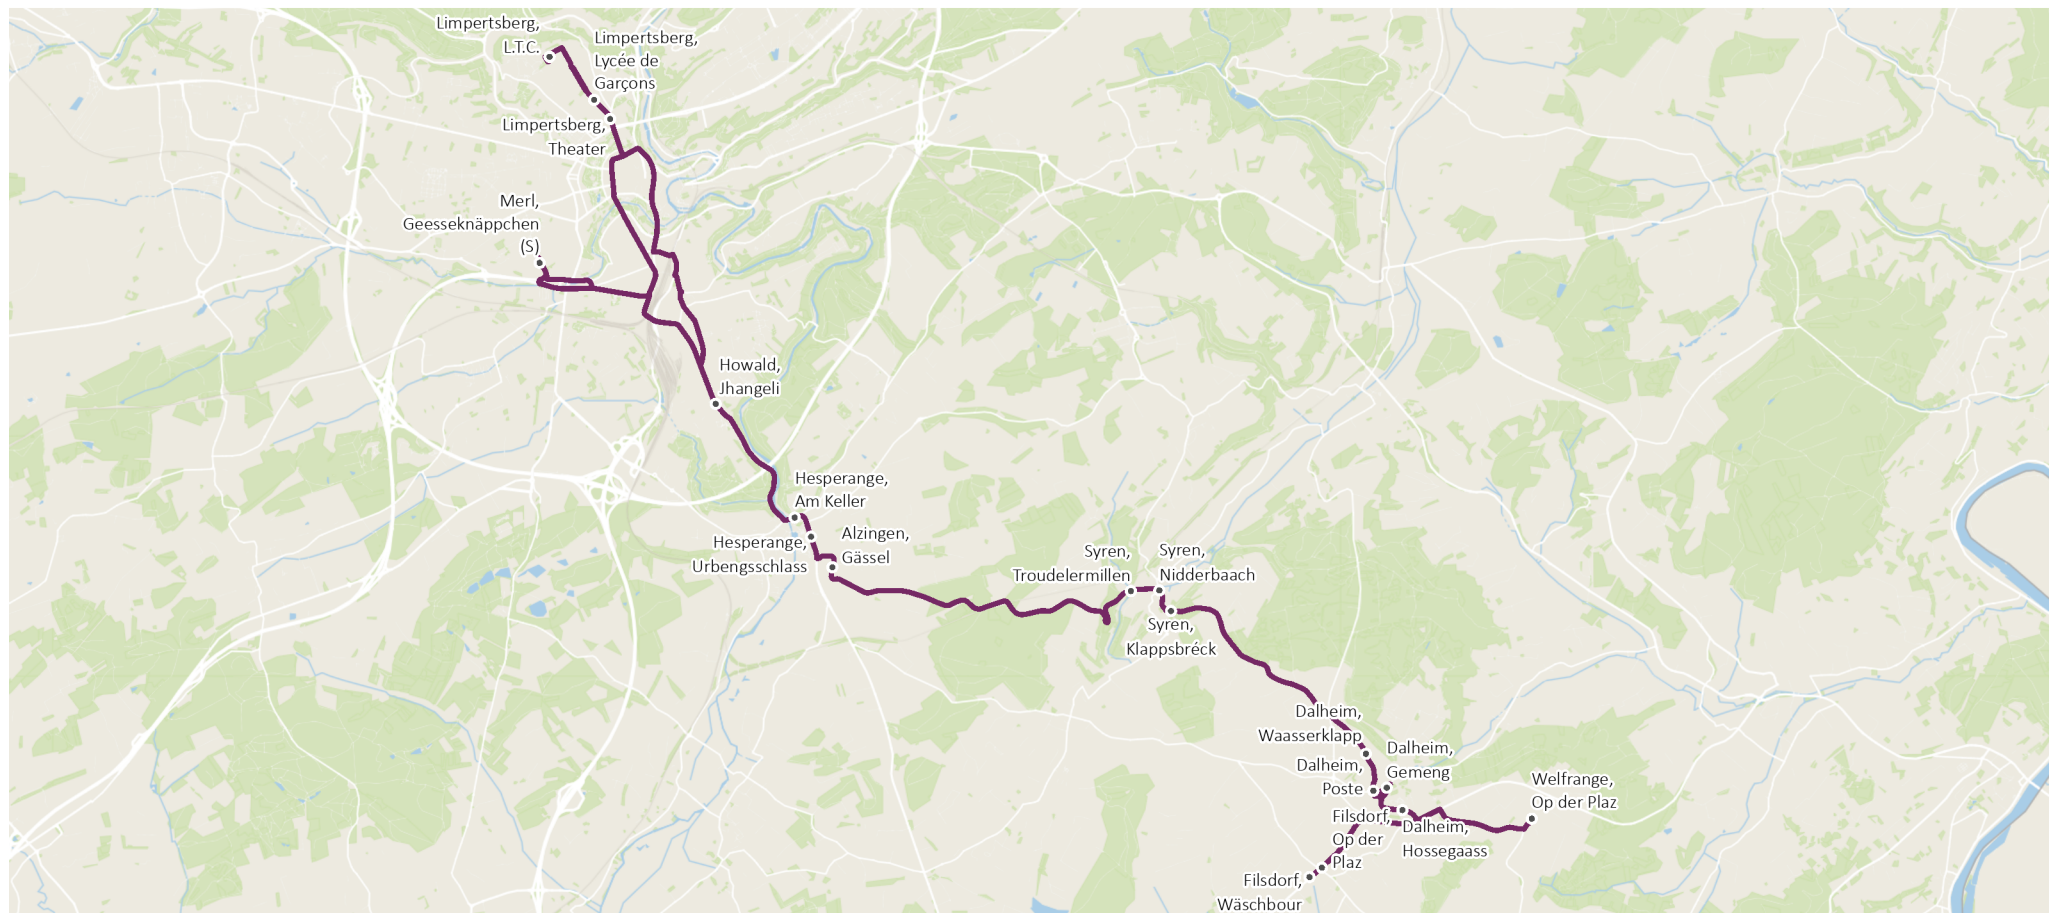 Limpertsberg,
L.T.C.
Limpertsberg,
Lycée de
Garçons
Limpertsberg,
Theater
Merl,
Geesseknäppchen
(S)
Howald,
Jhangeli
Hesperange,
Am Keller
Hesperange,
Urbengsschlass
Alzingen,
Gässel
Syren,
Troudelermillen
Syren,
Nidderbaach
Syren,
Klappsbréck
Dalheim,
Waasserklapp
Dalheim,
Gemeng
Dalheim,
Poste
Welfrange,
Op der Plaz
Filsdorf,
Op der
Plaz
Dalheim,
Hossegaass
Filsdorf,
Wäschbour